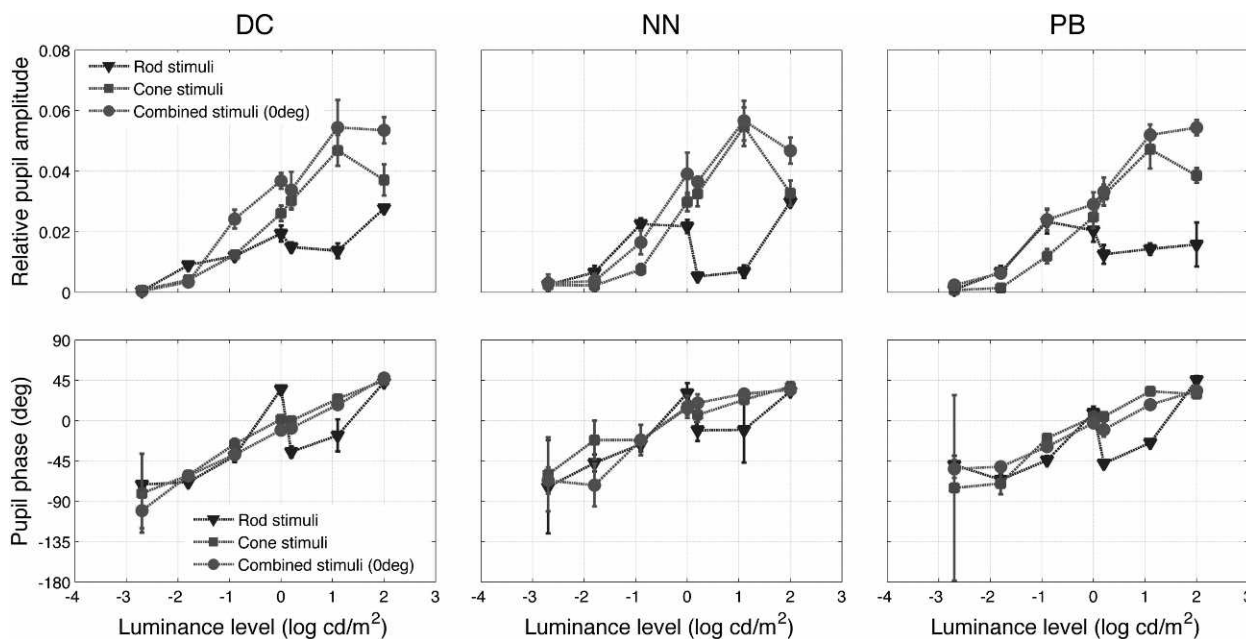 DC
NN
PB
Relative pupil amplitude
0.08
0.06
0.04
0.02
0
Rod stimuli
Cone stimuli
Combined stimuli (0deg)
Pupil phase (deg)
90
45
0
-45
-90
-135
-180
Rod stimuli
Cone stimuli
Combined stimuli (0deg)
-4 -3 -2 -1 0 1 2 3
-4 -3 -2 -1 0 1 2 3
-4 -3 -2 -1 0 1 2 3
Luminance level (log cd/m²)
Luminance level (log cd/m²)
Luminance level (log cd/m²)